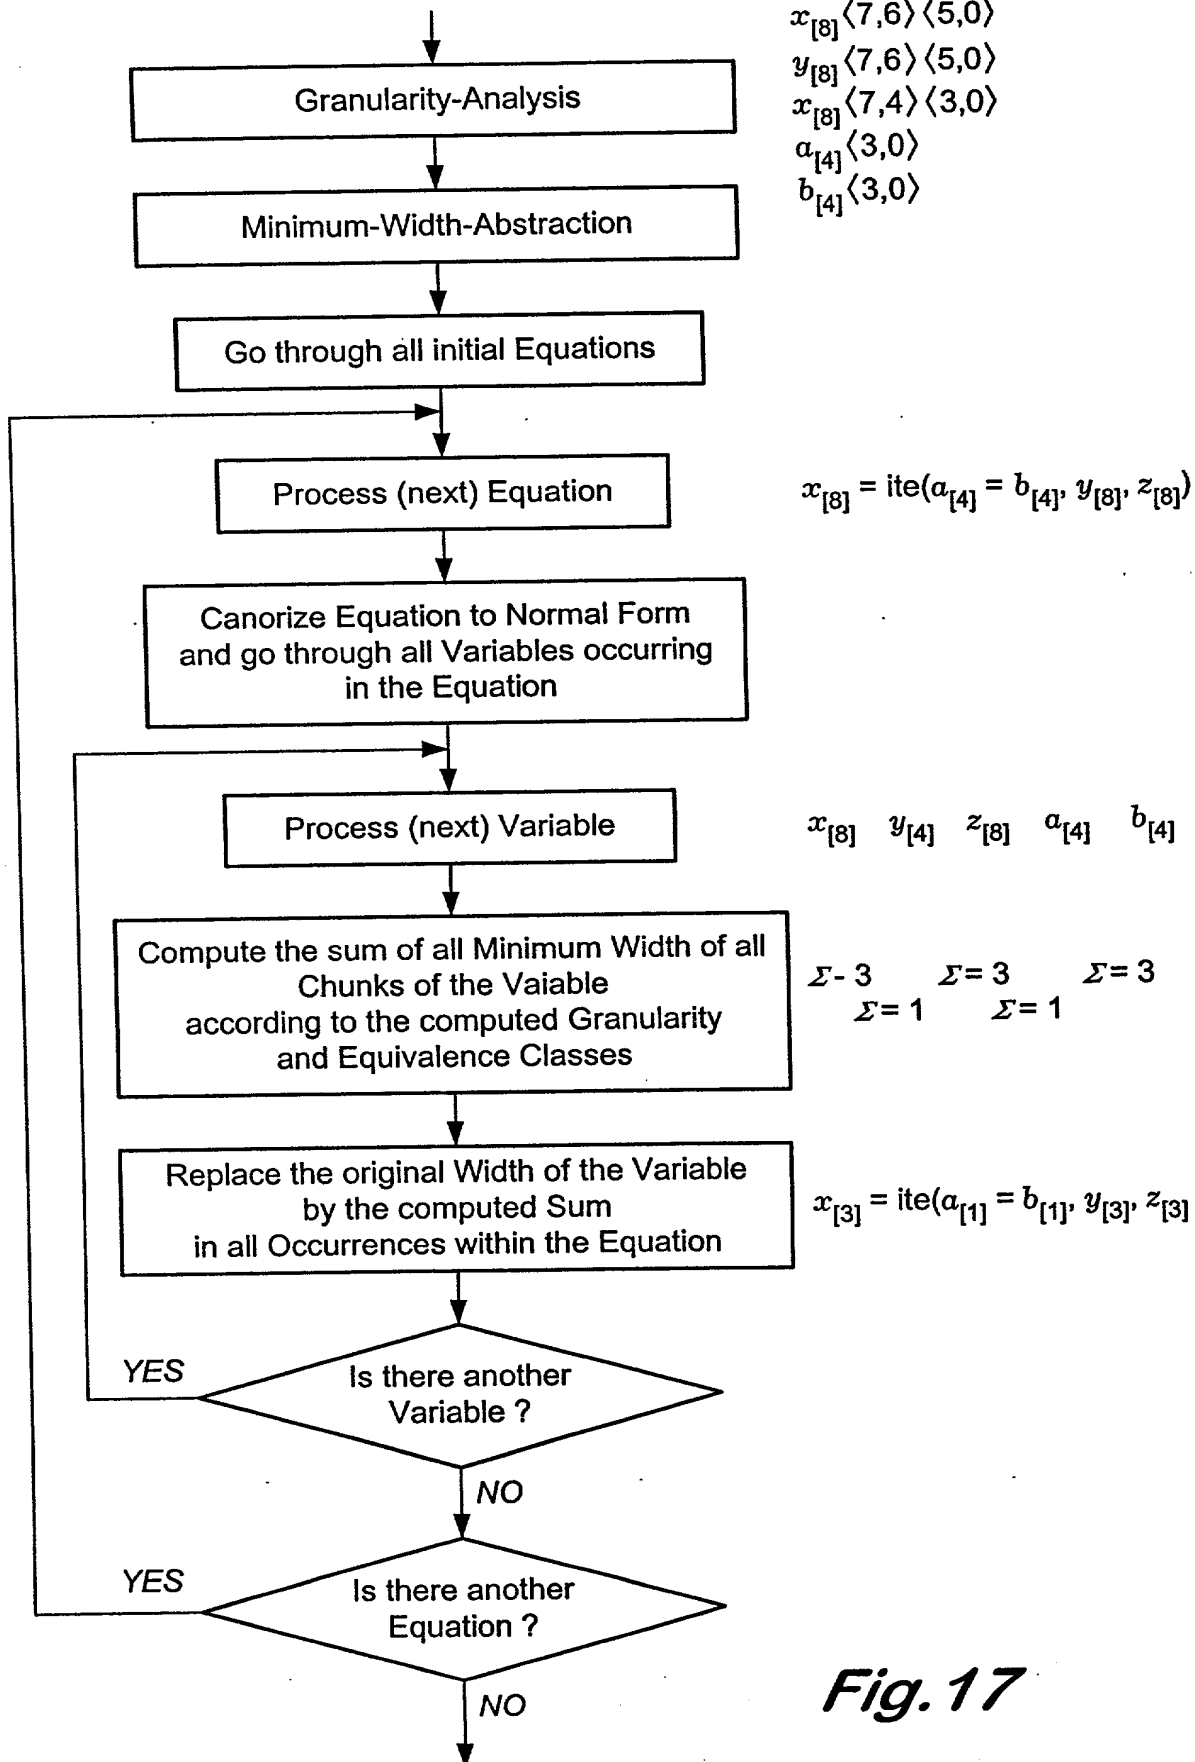 x[8]⟨7,6⟩⟨5,0⟩
y[8]⟨7,6⟩⟨5,0⟩
x[8]⟨7,4⟩⟨3,0⟩
a[4]⟨3,0⟩
b[4]⟨3,0⟩
Granularity-Analysis
Minimum-Width-Abstraction
Go through all initial Equations
Process (next) Equation
x[8] = ite(a[4] = b[4], y[8], z[8])
Canorize Equation to Normal Form
and go through all Variables occurring
in the Equation
Process (next) Variable
x[8] y[4] z[8] a[4] b[4]
Compute the sum of all Minimum Width of all
Chunks of the Vaiable
according to the computed Granularity
and Equivalence Classes
Σ- 3 Σ= 3 Σ= 3
Σ= 1 Σ= 1
Replace the original Width of the Variable
by the computed Sum
in all Occurrences within the Equation
x[3] = ite(a[1] = b[1], y[3], z[3]
Is there another
Variable ?
YES
NO
Is there another
Equation ?
YES
NO
Fig.17